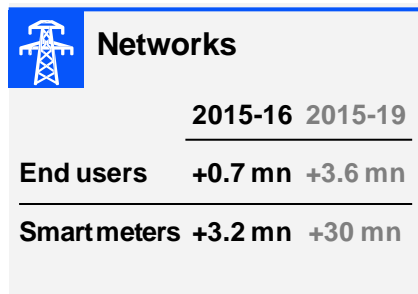 Networks
2015-16 2015-19
End users +0.7 mn +3.6 mn
Smart meters +3.2 mn +30 mn